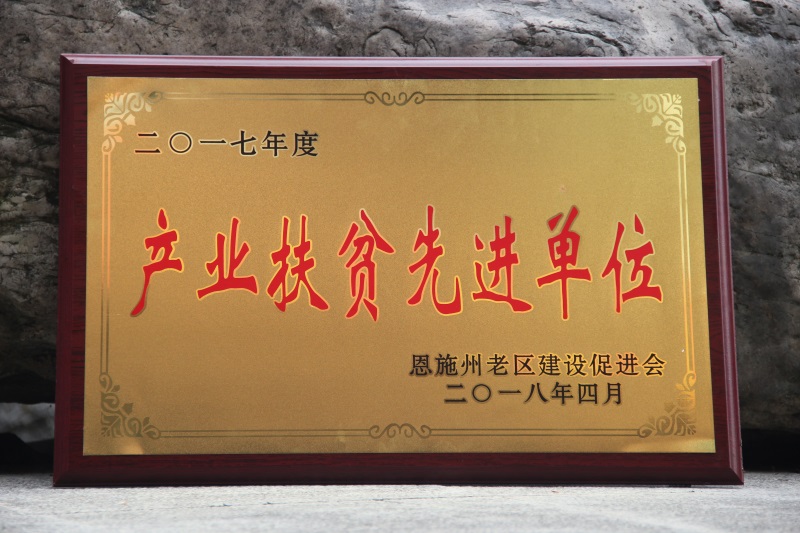 二〇一七年度
产业扶贫先进单位
恩施州老区建设促进会
二〇一八年四月